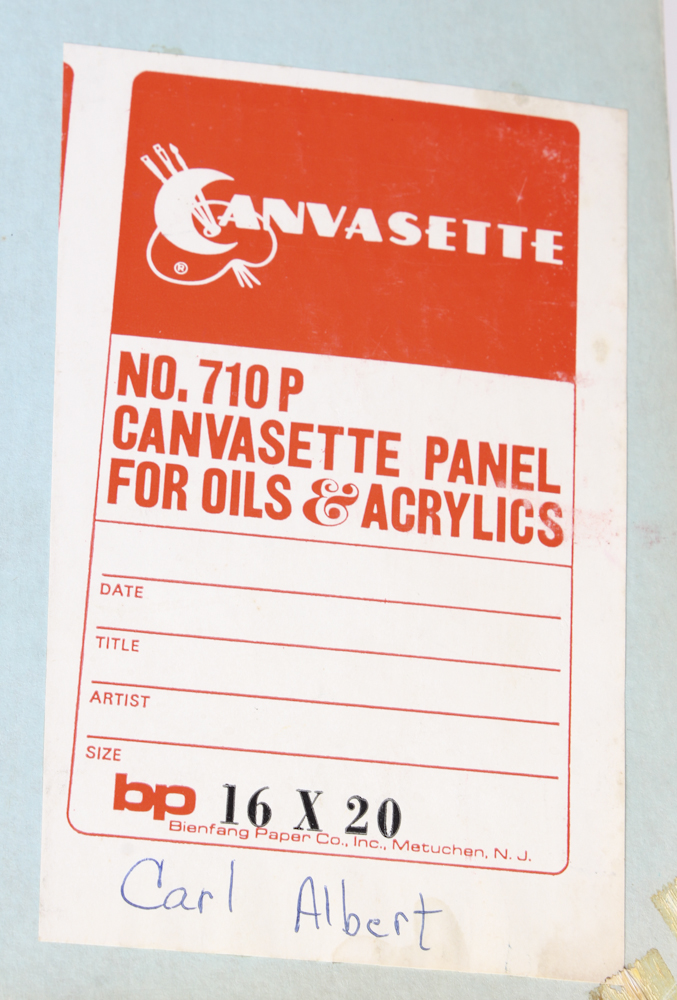 CANVASETTE
®
NO. 710 P
CANVASETTE PANEL
FOR OILS & ACRYLICS
DATE
TITLE
ARTIST
SIZE
bp 16 X 20
Bienfang Paper Co., Inc., Metuchen, N. J.
Carl Albert